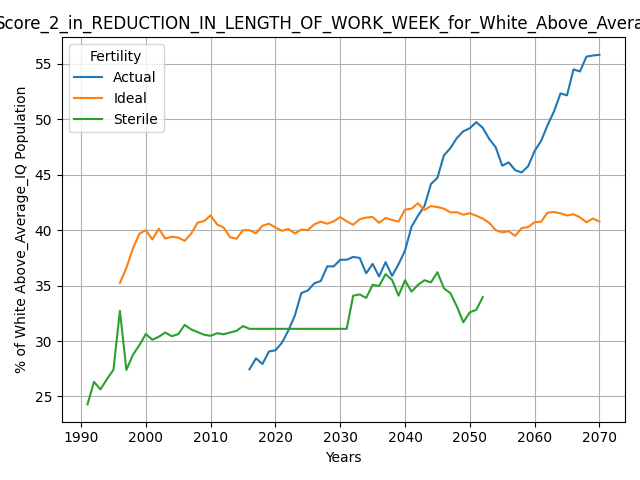 Score_2_in_REDUCTION_IN_LENGTH_OF_WORK_WEEK_for_White_Above_Avera
Fertility
Actual
Ideal
Sterile
% of White Above_Average_IQ Population
55
50
45
40
35
30
25
1990 2000 2010 2020 2030 2040 2050 2060 2070
Years